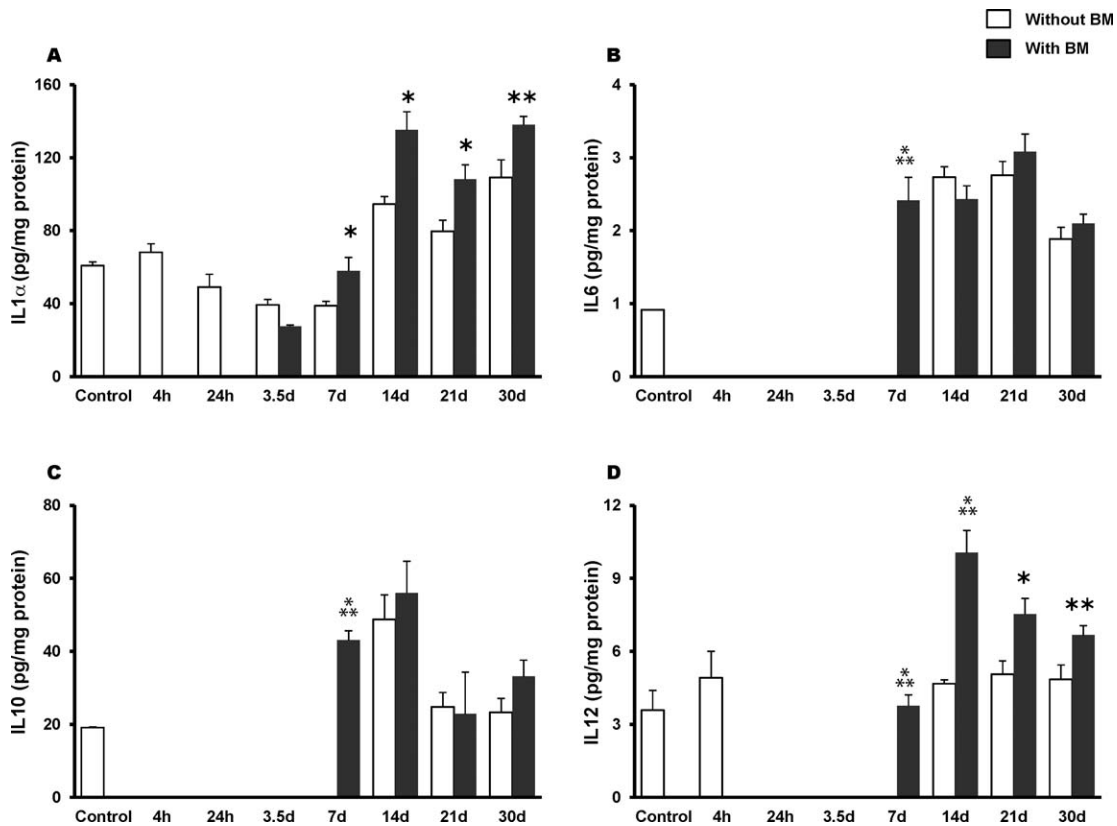 Without BM
With BM
A
IL1α (pg/mg protein)
160
120
80
40
0
* * * **
Control 4h 24h 3.5d 7d 14d 21d 30d
B
IL6 (pg/mg protein)
4
3
2
1
0
***
Control 4h 24h 3.5d 7d 14d 21d 30d
C
IL10 (pg/mg protein)
80
60
40
20
0
***
Control 4h 24h 3.5d 7d 14d 21d 30d
D
IL12 (pg/mg protein)
12
9
6
3
0
*** *** * **
Control 4h 24h 3.5d 7d 14d 21d 30d